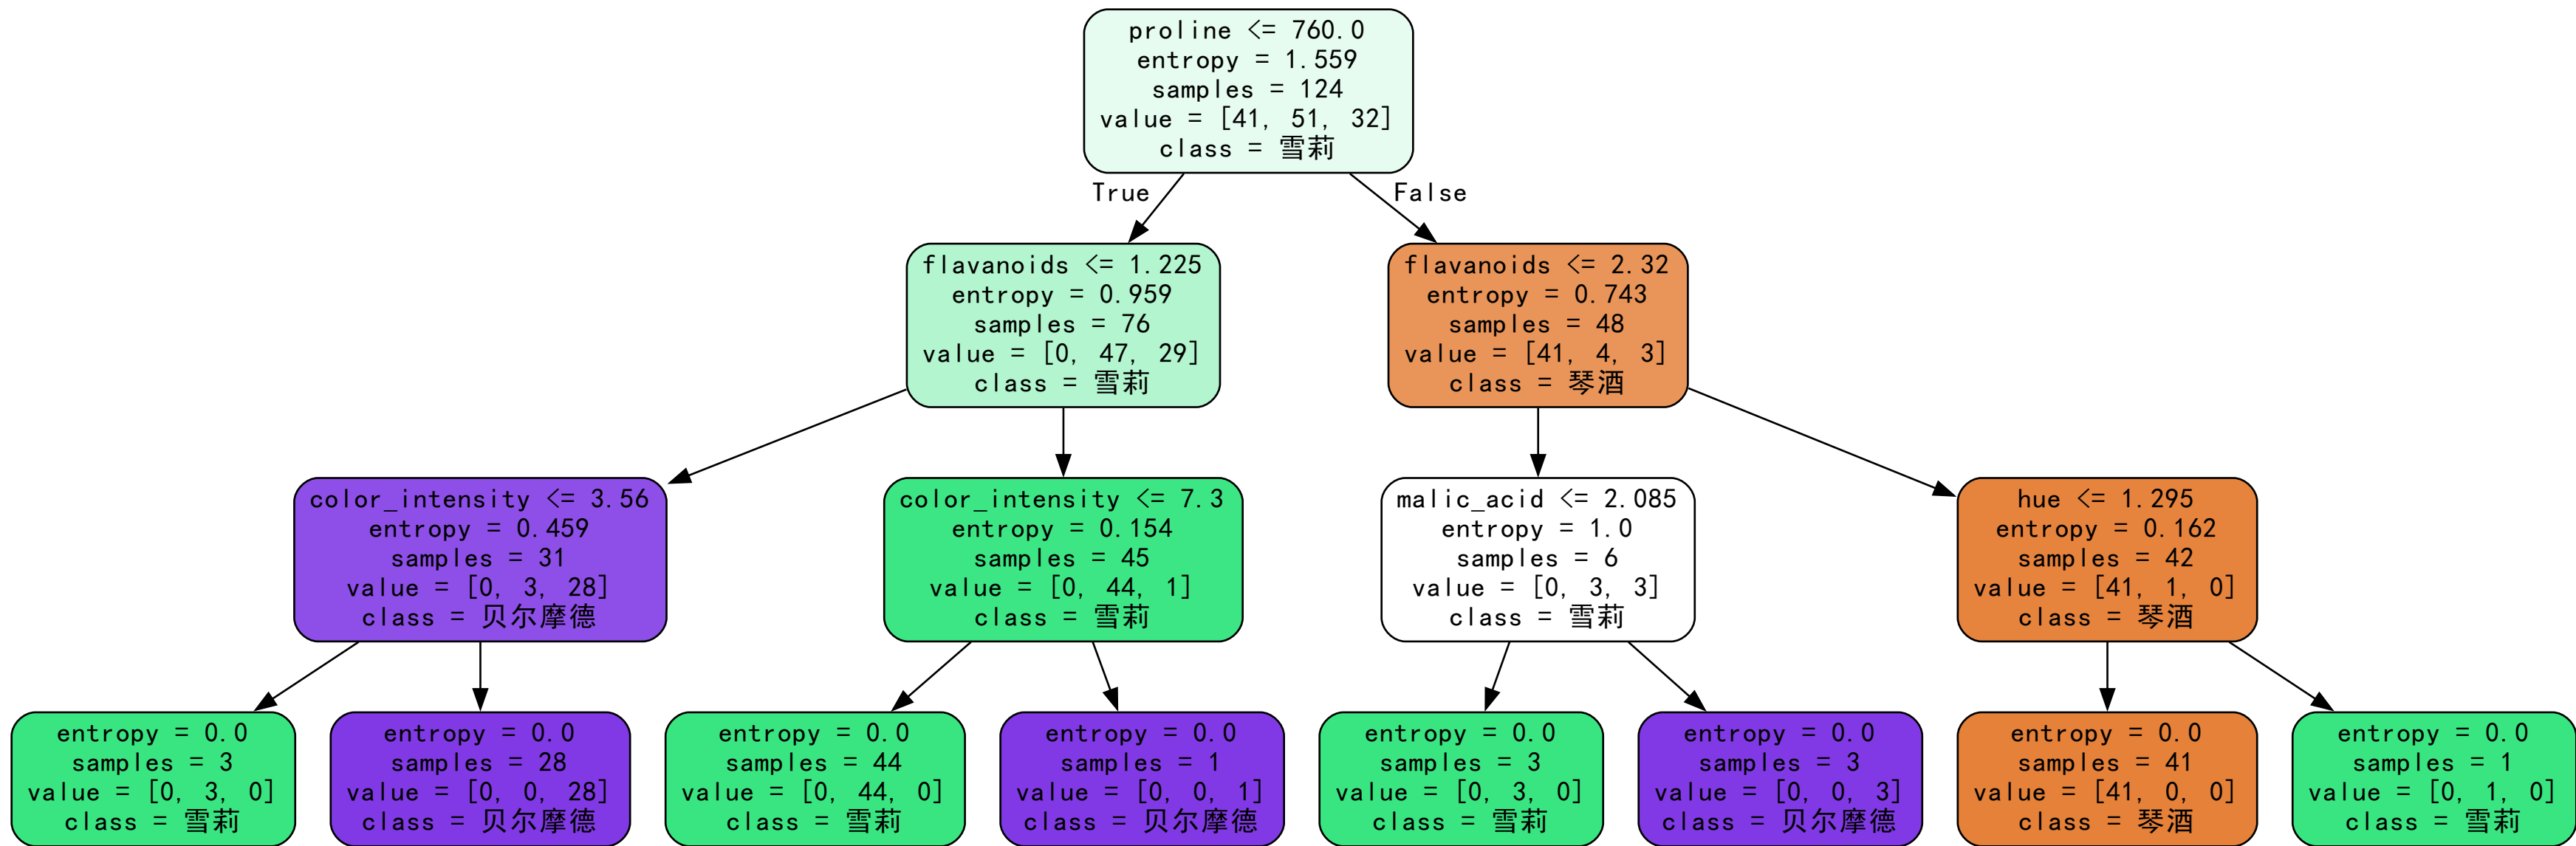 proline <= 760.0
entropy = 1.559
samples = 124
value = [41, 51, 32]
class = 雪莉
True
False
flavanoids <= 1.225
entropy = 0.959
samples = 76
value = [0, 47, 29]
class = 雪莉
flavanoids <= 2.32
entropy = 0.743
samples = 48
value = [41, 4, 3]
class = 琴酒
color_intensity <= 3.56
entropy = 0.459
samples = 31
value = [0, 3, 28]
class = 贝尔摩德
color_intensity <= 7.3
entropy = 0.154
samples = 45
value = [0, 44, 1]
class = 雪莉
malic_acid <= 2.085
entropy = 1.0
samples = 6
value = [0, 3, 3]
class = 雪莉
hue <= 1.295
entropy = 0.162
samples = 42
value = [41, 1, 0]
class = 琴酒
entropy = 0.0
samples = 3
value = [0, 3, 0]
class = 雪莉
entropy = 0.0
samples = 28
value = [0, 0, 28]
class = 贝尔摩德
entropy = 0.0
samples = 44
value = [0, 44, 0]
class = 雪莉
entropy = 0.0
samples = 1
value = [0, 0, 1]
class = 贝尔摩德
entropy = 0.0
samples = 3
value = [0, 3, 0]
class = 雪莉
entropy = 0.0
samples = 3
value = [0, 0, 3]
class = 贝尔摩德
entropy = 0.0
samples = 41
value = [41, 0, 0]
class = 琴酒
entropy = 0.0
samples = 1
value = [0, 1, 0]
class = 雪莉